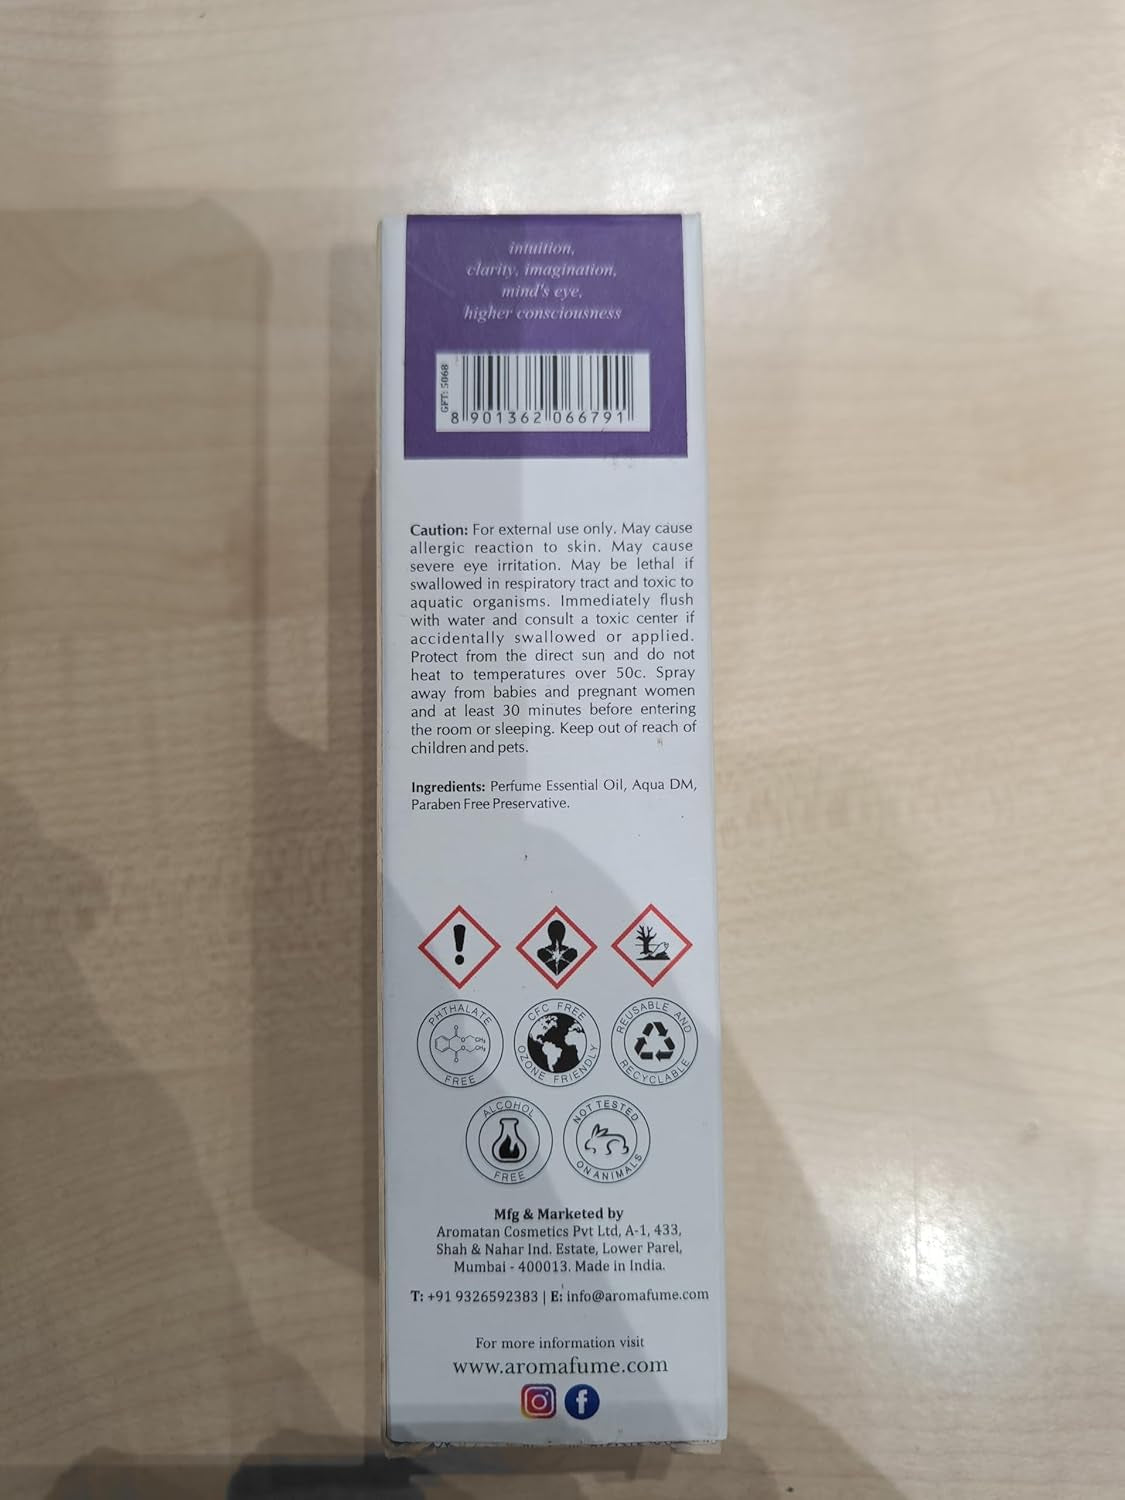 intuition,
clarity, imagination,
mind's eye,
higher consciousness
GFT: 5068
8 901362 066791
Caution: For external use only. May cause
allergic reaction to skin. May cause
severe eye irritation. May be lethal if
swallowed in respiratory tract and toxic to
aquatic organisms. Immediately flush
with water and consult a toxic center if
accidentally swallowed or applied.
Protect from the direct sun and do not
heat to temperatures over 50c. Spray
away from babies and pregnant women
and at least 30 minutes before entering
the room or sleeping. Keep out of reach of
children and pets.
Ingredients: Perfume Essential Oil, Aqua DM,
Paraben Free Preservative.
PHTHALATE
FREE
CFC FREE
OZONE FRIENDLY
REUSABLE AND
RECYCLABLE
ALCOHOL
FREE
NOT TESTED
ON ANIMALS
Mfg & Marketed by
Aromatan Cosmetics Pvt Ltd, A-1, 433,
Shah & Nahar Ind. Estate, Lower Parel,
Mumbai - 400013. Made in India.
T: +91 9326592383 | E: info@aromafume.com
For more information visit
www.aromafume.com